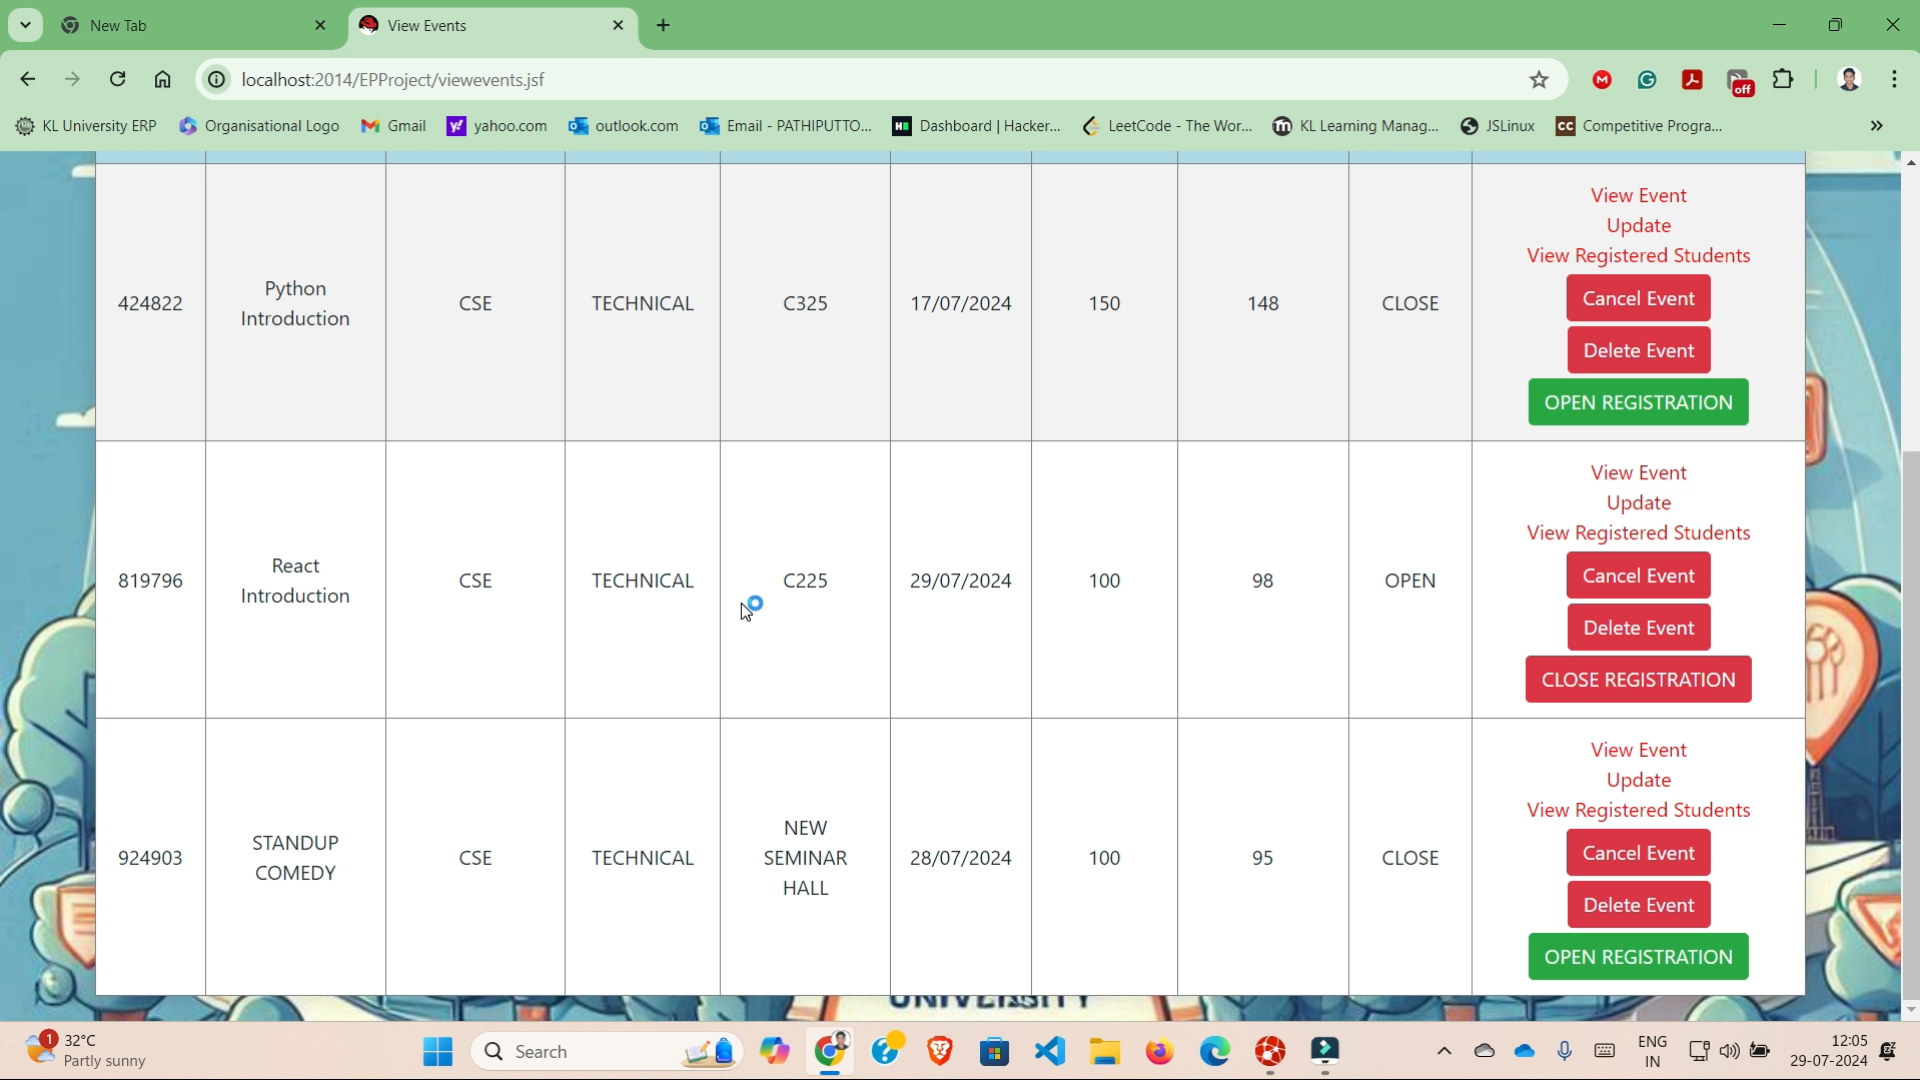 New Tab
View Events
localhost:2014/EPProject/viewevents.jsf
M
off
KL University ERP
Organisational Logo
Gmail
yahoo.com
outlook.com
Email - PATHIPUTTO...
Dashboard | Hacker...
LeetCode - The Wor...
KL Learning Manag...
JSLinux
CC Competitive Progra...
»
424822
Python
Introduction
CSE
TECHNICAL
C325
17/07/2024
150
148
CLOSE
View Event
Update
View Registered Students
Cancel Event
Delete Event
OPEN REGISTRATION
819796
React
Introduction
CSE
TECHNICAL
C225
29/07/2024
100
98
OPEN
View Event
Update
View Registered Students
Cancel Event
Delete Event
CLOSE REGISTRATION
924903
STANDUP
COMEDY
CSE
TECHNICAL
NEW
SEMINAR
HALL
28/07/2024
100
95
CLOSE
View Event
Update
View Registered Students
Cancel Event
Delete Event
OPEN REGISTRATION
UNIVERSITY
1
32°C
Partly sunny
Search
ENG
IN
12:05
29-07-2024